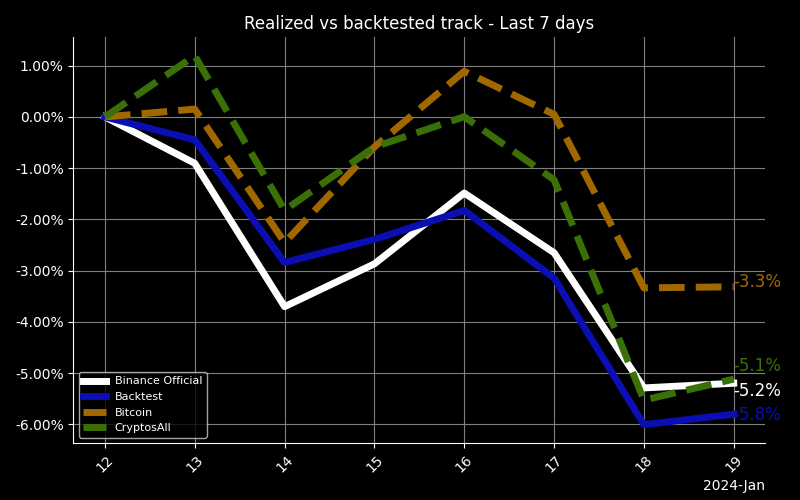 Realized vs backtested track - Last 7 days
1.00%
0.00%
-1.00%
-2.00%
-3.00%
-4.00%
-5.00%
-6.00%
-3.3%
-5.1%
-5.2%
-5.8%
Binance Official
Backtest
Bitcoin
CryptosAll
12 13 14 15 16 17 18 19
2024-Jan